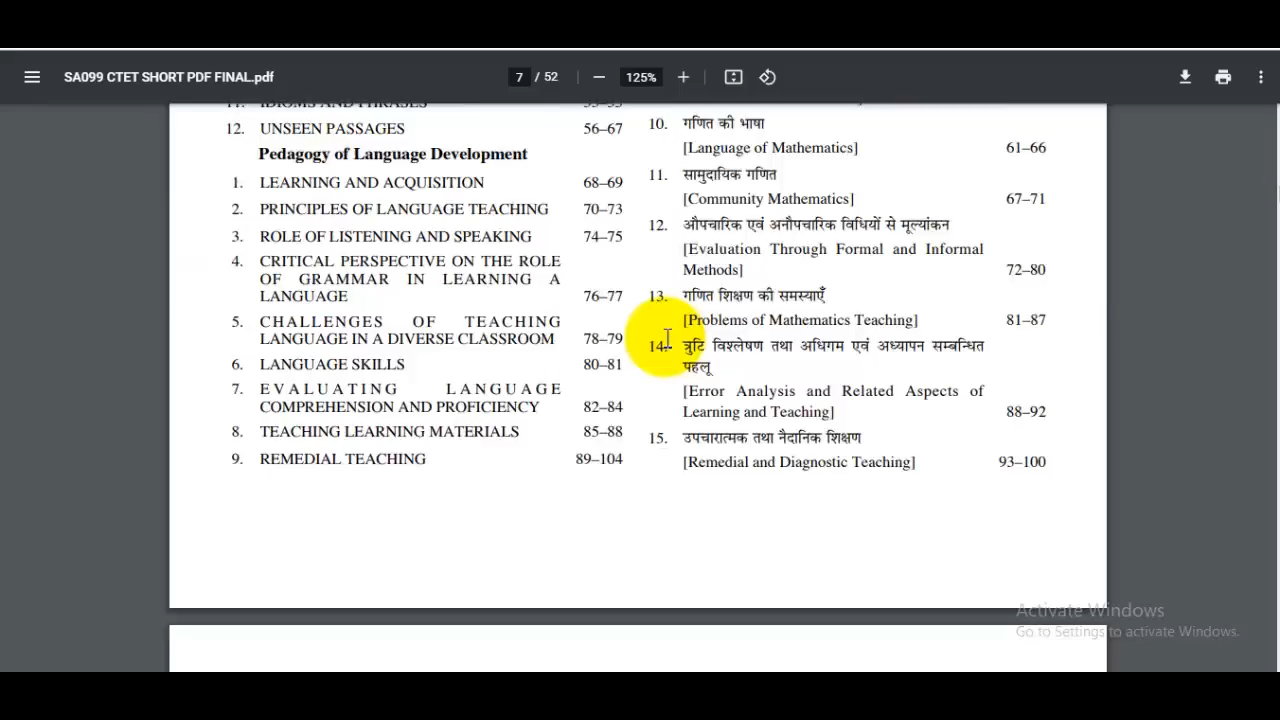 SA099 CTET SHORT PDF FINAL.pdf
7 / 52
125%
11. IDIOMS AND PHRASES 53–55
12. UNSEEN PASSAGES 56–67
Pedagogy of Language Development
1. LEARNING AND ACQUISITION 68–69
2. PRINCIPLES OF LANGUAGE TEACHING 70–73
3. ROLE OF LISTENING AND SPEAKING 74–75
4. CRITICAL PERSPECTIVE ON THE ROLE
OF GRAMMAR IN LEARNING A
LANGUAGE 76–77
5. CHALLENGES OF TEACHING
LANGUAGE IN A DIVERSE CLASSROOM 78–79
6. LANGUAGE SKILLS 80–81
7. EVALUATING LANGUAGE
COMPREHENSION AND PROFICIENCY 82–84
8. TEACHING LEARNING MATERIALS 85–88
9. REMEDIAL TEACHING 89–104
10. गणित की भाषा
[Language of Mathematics] 61–66
11. सामुदायिक गणित
[Community Mathematics] 67–71
12. औपचारिक एवं अनौपचारिक विधियों से मूल्यांकन
[Evaluation Through Formal and Informal
Methods] 72–80
13. गणित शिक्षण की समस्याएँ
[Problems of Mathematics Teaching] 81–87
14. त्रुटि विश्लेषण तथा अधिगम एवं अध्यापन सम्बन्धित
पहलू
[Error Analysis and Related Aspects of
Learning and Teaching] 88–92
15. उपचारात्मक तथा नैदानिक शिक्षण
[Remedial and Diagnostic Teaching] 93–100
Activate Windows
Go to Settings to activate Windows.